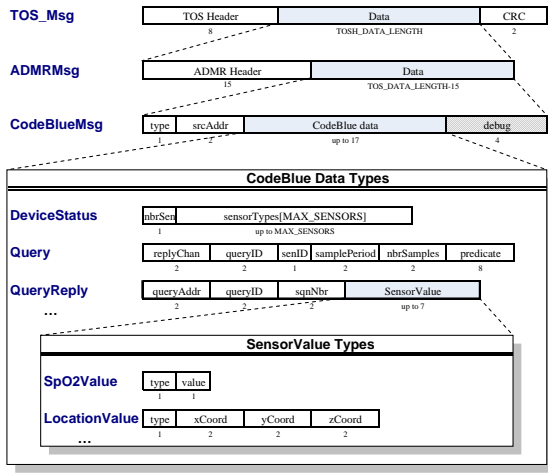 TOS_Msg TOS Header Data CRC
8 TOSH_DATA_LENGTH 2
ADMRMsg ADMR Header Data
15 TOS_DATA_LENGTH-15
CodeBlueMsg type srcAddr CodeBlue data debug
1 2 up to 17 4
CodeBlue Data Types
DeviceStatus nbrSen sensorTypes[MAX_SENSORS]
1 up to MAX_SENSORS
Query replyChan queryID senID samplePeriod nbrSamples predicate
2 2 1 2 2 8
QueryReply queryAddr queryID sqnNbr SensorValue
2 2 2 up to 7
...
SensorValue Types
SpO2Value type value
1 1
LocationValue type xCoord yCoord zCoord
1 2 2 2
...